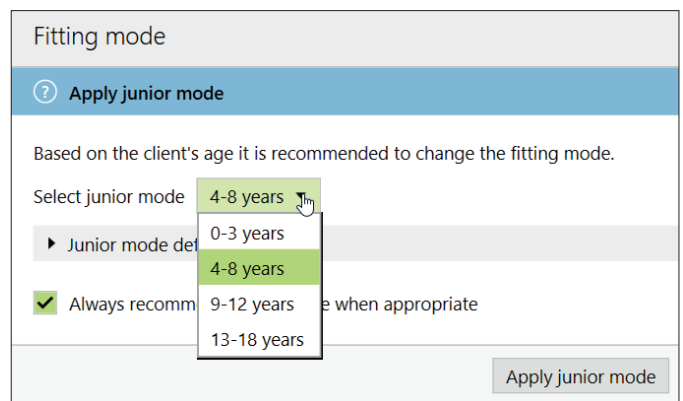 Fitting mode
? Apply junior mode
Based on the client's age it is recommended to change the fitting mode.
Select junior mode 4-8 years
0-3 years
Junior mode def
4-8 years
Always recomm 9-12 years e when appropriate
13-18 years
Apply junior mode